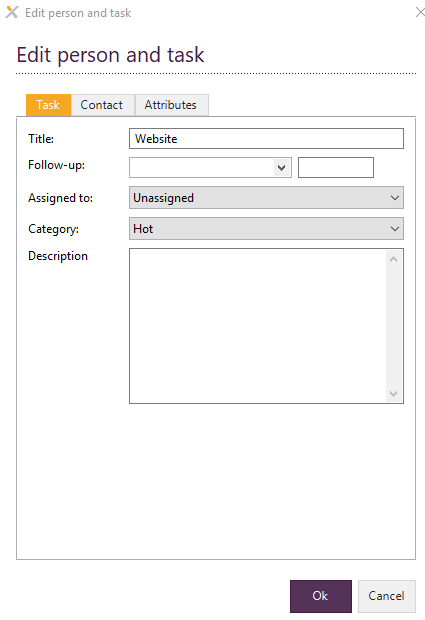 Edit person and task
Edit person and task
Task Contact Attributes
Title: Website
Follow-up:
Assigned to: Unassigned
Category: Hot
Description
Ok Cancel